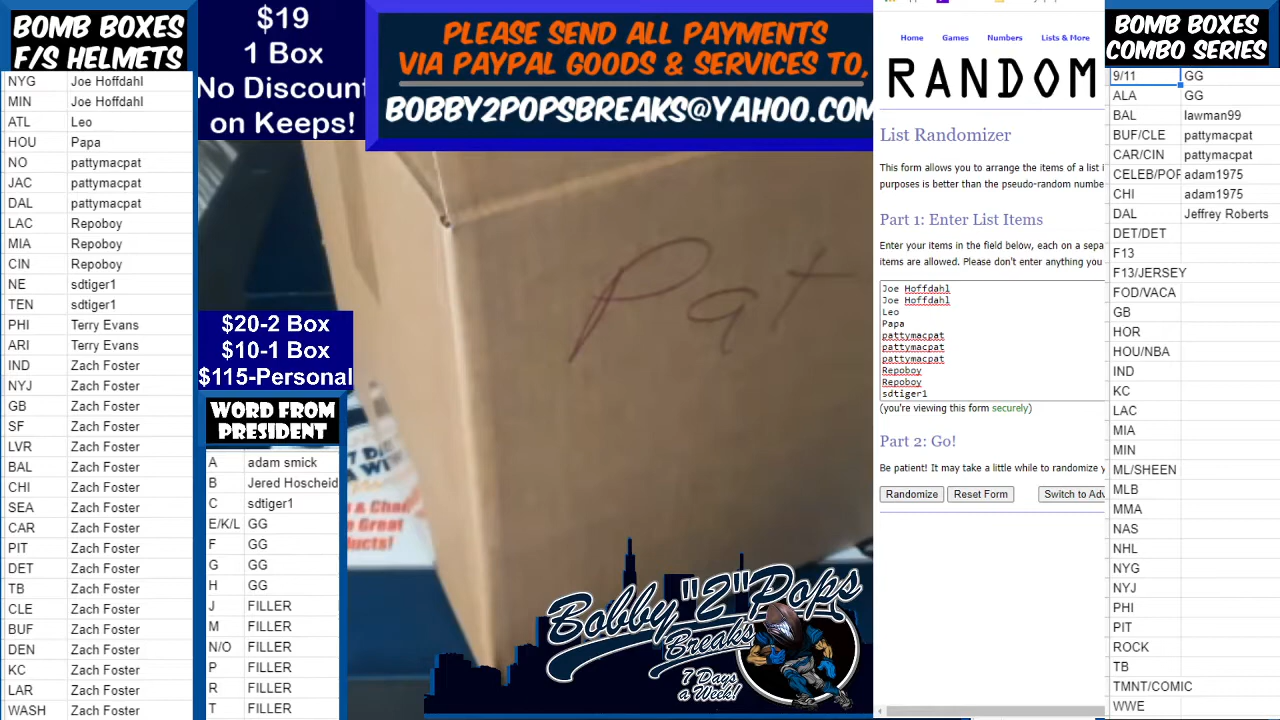 BOMB BOXES
F/S HELMETS
NYG Joe Hoffdahl
MIN Joe Hoffdahl
ATL Leo
HOU Papa
NO pattymacpat
JAC pattymacpat
DAL pattymacpat
LAC Repoboy
MIA Repoboy
CIN Repoboy
NE sdtiger1
TEN sdtiger1
PHI Terry Evans
ARI Terry Evans
IND Zach Foster
NYJ Zach Foster
GB Zach Foster
SF Zach Foster
LVR Zach Foster
BAL Zach Foster
CHI Zach Foster
SEA Zach Foster
CAR Zach Foster
PIT Zach Foster
DET Zach Foster
TB Zach Foster
CLE Zach Foster
BUF Zach Foster
DEN Zach Foster
KC Zach Foster
LAR Zach Foster
WASH Zach Foster
$19
1 Box
No Discount
on Keeps!
$20-2 Box
$10-1 Box
$115-Personal
WORD FROM
PRESIDENT
A adam smick
B Jered Hoscheid
C sdtiger1
E/K/L GG
F GG
G GG
H GG
J FILLER
M FILLER
N/O FILLER
P FILLER
R FILLER
T FILLER
PLEASE SEND ALL PAYMENTS
VIA PAYPAL GOODS & SERVICES TO,
BOBBY2POPSBREAKS@YAHOO.COM
Pat
Bobby "2" Pops
Breaks
7 Days
a Week!
Home Games Numbers Lists & More
RANDOM
List Randomizer
This form allows you to arrange the items of a list i
purposes is better than the pseudo-random numbe
Part 1: Enter List Items
Enter your items in the field below, each on a sepa
items are allowed. Please don't enter anything you
Joe Hoffdahl
Joe Hoffdahl
Leo
Papa
pattymacpat
pattymacpat
pattymacpat
Repoboy
Repoboy
sdtiger1
(you're viewing this form securely)
Part 2: Go!
Be patient! It may take a little while to randomize y
Randomize Reset Form Switch to Adv
BOMB BOXES
COMBO SERIES
9/11 GG
ALA GG
BAL lawman99
BUF/CLE pattymacpat
CAR/CIN pattymacpat
CELEB/POP adam1975
CHI adam1975
DAL Jeffrey Roberts
DET/DET
F13
F13/JERSEY
FOD/VACA
GB
HOR
HOU/NBA
IND
KC
LAC
MIA
MIN
ML/SHEEN
MLB
MMA
NAS
NHL
NYG
NYJ
PHI
PIT
ROCK
TB
TMNT/COMIC
WWE